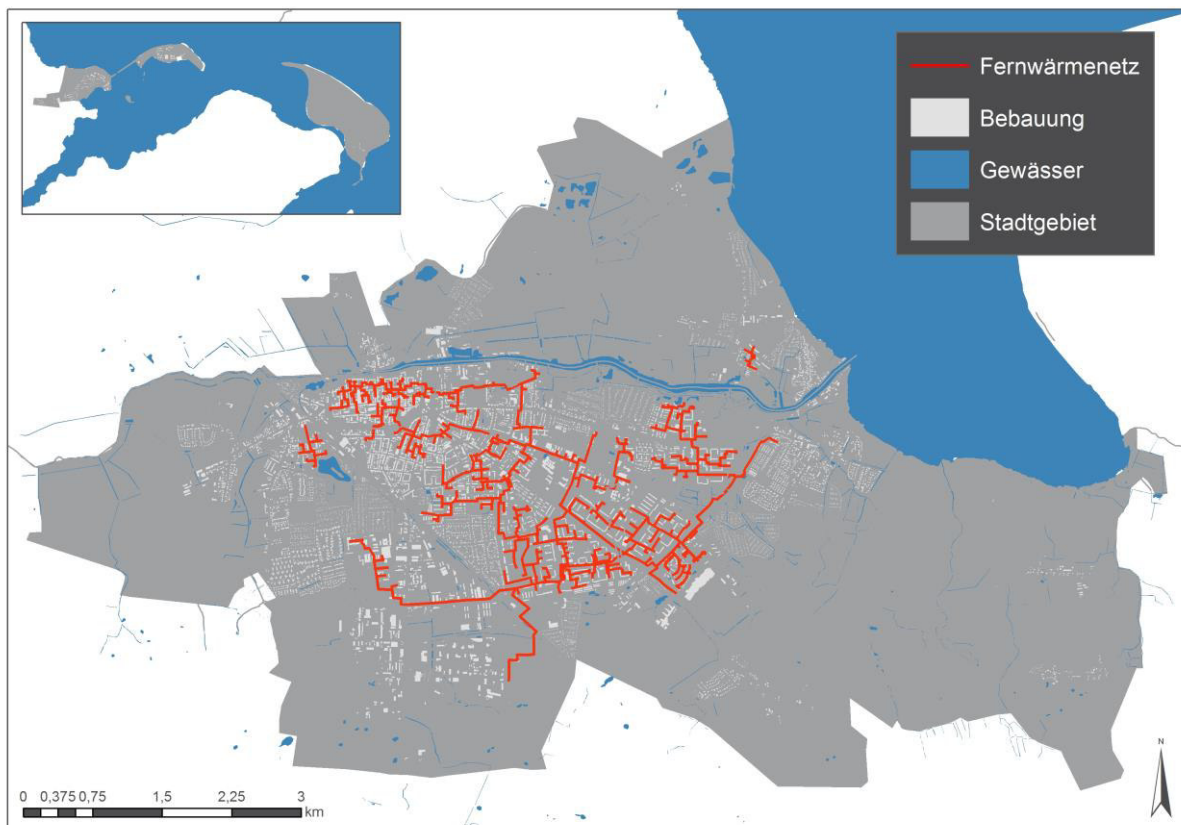 Fernwärmenetz
Bebauung
Gewässer
Stadtgebiet
N
0 0,375 0,75 1,5 2,25 3
km